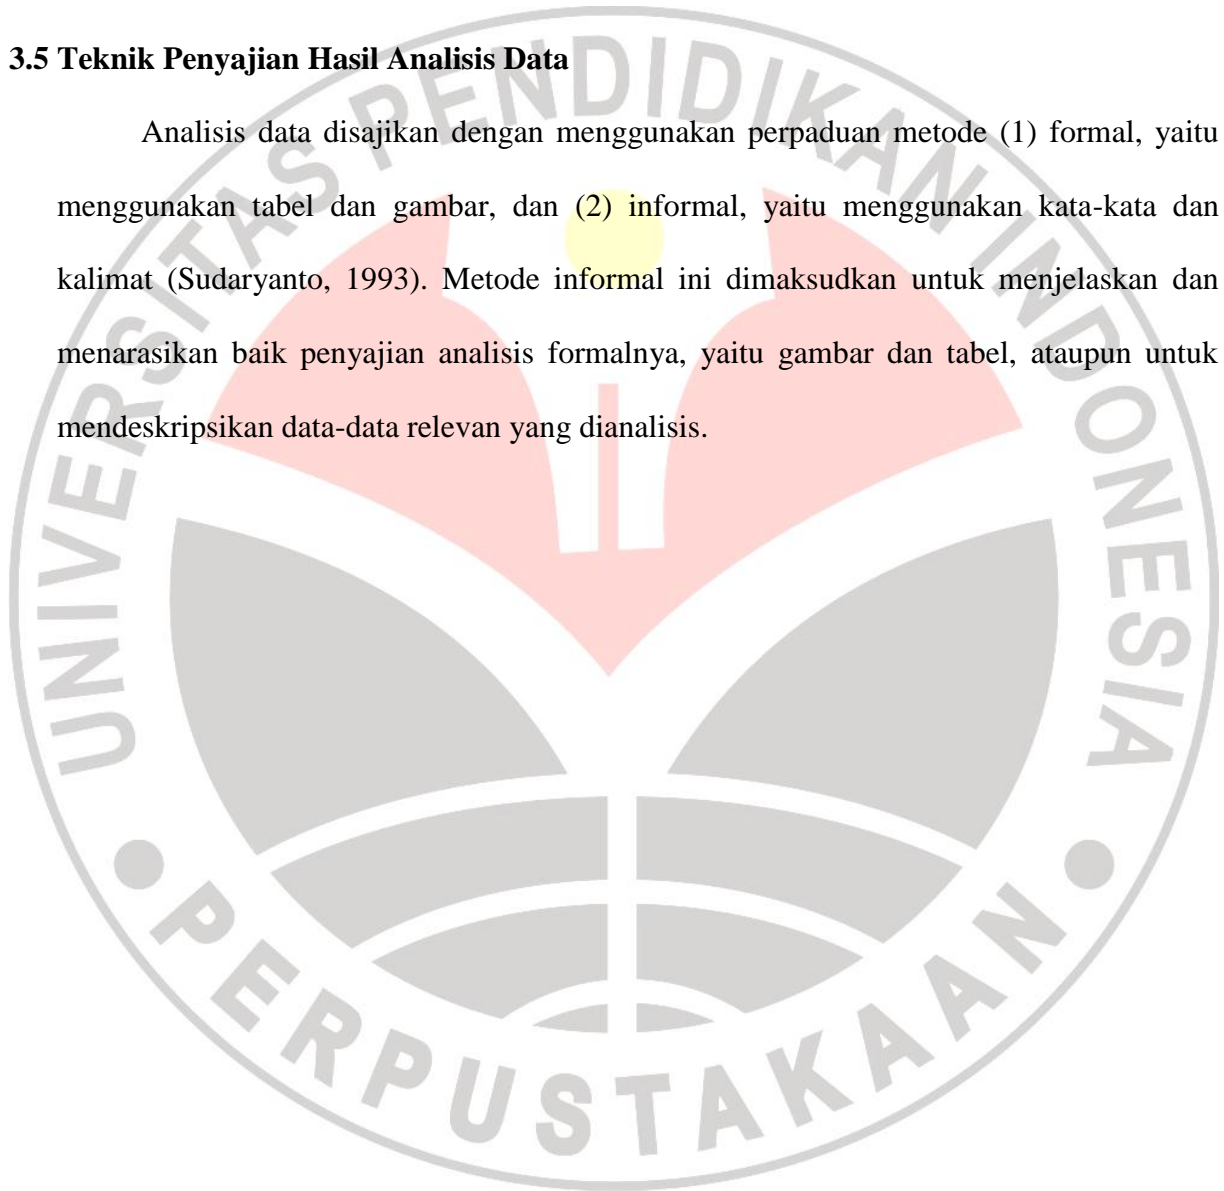 3.5 Teknik Penyajian Hasil Analisis Data
Analisis data disajikan dengan menggunakan perpaduan metode (1) formal, yaitu
menggunakan tabel dan gambar, dan (2) informal, yaitu menggunakan kata-kata dan
kalimat (Sudaryanto, 1993). Metode informal ini dimaksudkan untuk menjelaskan dan
menarasikan baik penyajian analisis formalnya, yaitu gambar dan tabel, ataupun untuk
mendeskripsikan data-data relevan yang dianalisis.
UNIVERSITAS PENDIDIKAN INDONESIA
PERPUSTAKAAN